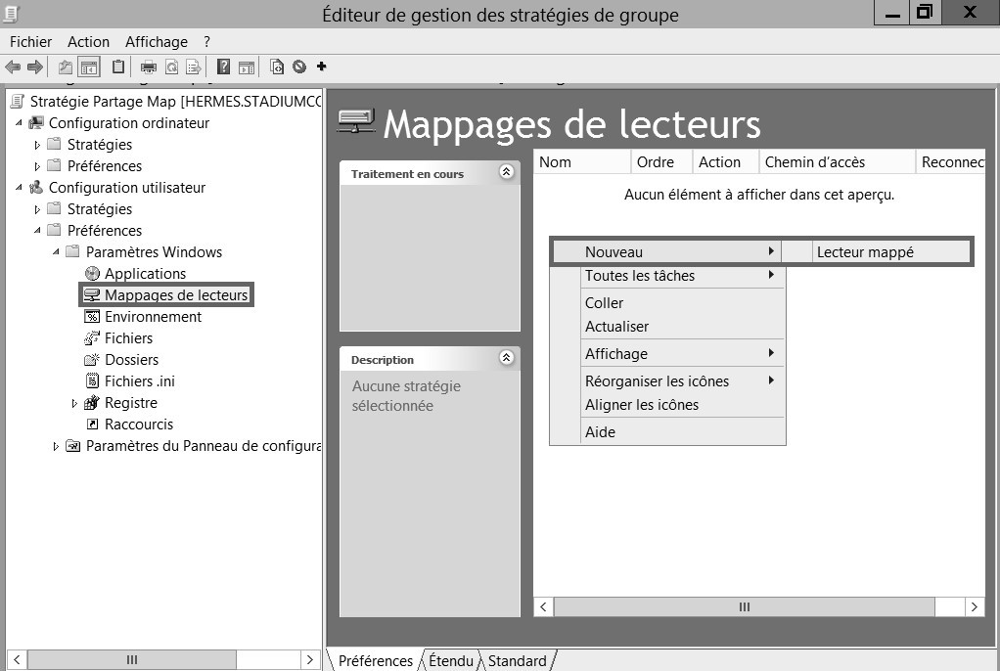 Éditeur de gestion des stratégies de groupe
X
Fichier Action Affichage ?
Stratégie Partage Map [HERMES.STADIUMCO
Configuration ordinateur
Stratégies
Préférences
Configuration utilisateur
Stratégies
Préférences
Paramètres Windows
Applications
Mappages de lecteurs
Environnement
Fichiers
Dossiers
Fichiers .ini
Registre
Raccourcis
Paramètres du Panneau de configura
Mappages de lecteurs
Traitement en cours
Description
Aucune stratégie
sélectionnée
Nom Ordre Action Chemin d'accès Reconnec
Aucun élément à afficher dans cet aperçu.
Nouveau Lecteur mappé
Toutes les tâches
Coller
Actualiser
Affichage
Réorganiser les icônes
Aligner les icônes
Aide
Préférences Étendu Standard